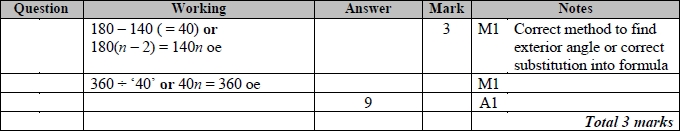 Question Working Answer Mark Notes
180 – 140 ( = 40) or 3 M1 Correct method to find
180(n – 2) = 140n oe exterior angle or correct
substitution into formula
360 ÷ ‘40’ or 40n = 360 oe M1
9 A1
Total 3 marks